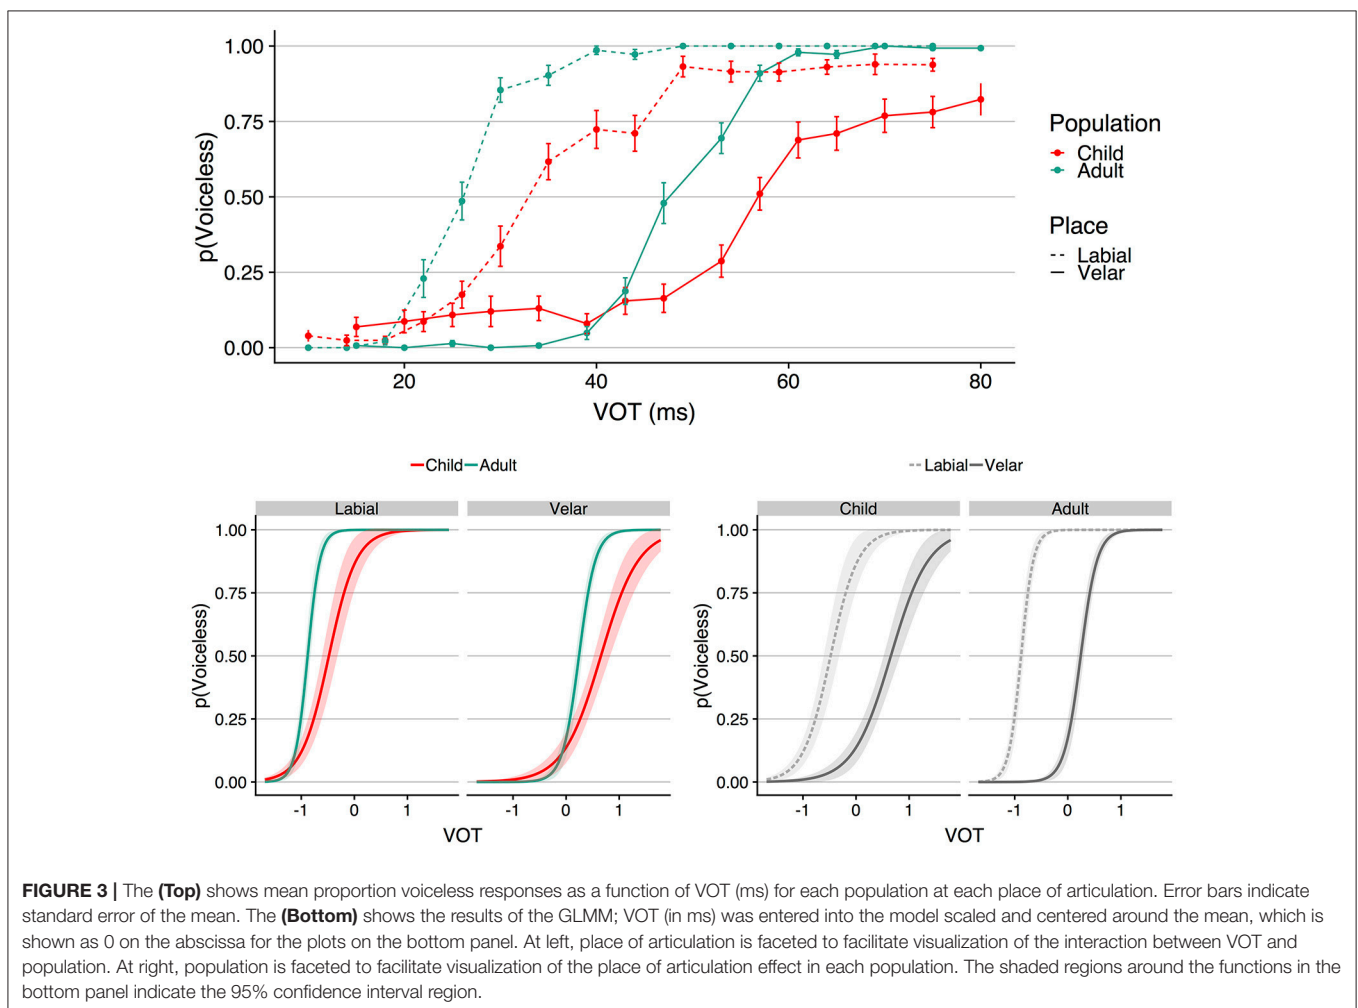 1.00
0.75
0.50
0.25
0.00
p(Voiceless)
20 40 60 80
VOT (ms)
Population
Child
Adult
Place
Labial
Velar
Child Adult
Labial Velar
Labial Velar
1.00
0.75
0.50
0.25
0.00
p(Voiceless)
-1 0 1 -1 0 1
VOT
Child Adult
1.00
0.75
0.50
0.25
0.00
p(Voiceless)
-1 0 1 -1 0 1
VOT
FIGURE 3 | The (Top) shows mean proportion voiceless responses as a function of VOT (ms) for each population at each place of articulation. Error bars indicate
standard error of the mean. The (Bottom) shows the results of the GLMM; VOT (in ms) was entered into the model scaled and centered around the mean, which is
shown as 0 on the abscissa for the plots on the bottom panel. At left, place of articulation is faceted to facilitate visualization of the interaction between VOT and
population. At right, population is faceted to facilitate visualization of the place of articulation effect in each population. The shaded regions around the functions in the
bottom panel indicate the 95% confidence interval region.